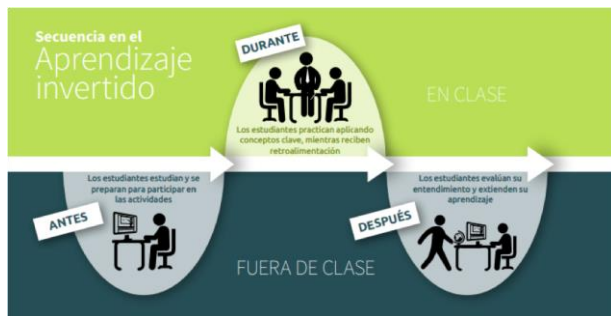 Secuencia en el
Aprendizaje
invertido
DURANTE
EN CLASE
Los estudiantes practican aplicando
conceptos clave, mientras reciben
retroalimentación
Los estudiantes estudian y se
preparan para participar en
las actividades
ANTES
Los estudiantes evalúan su
entendimiento y extienden su
aprendizaje
DESPUÉS
FUERA DE CLASE